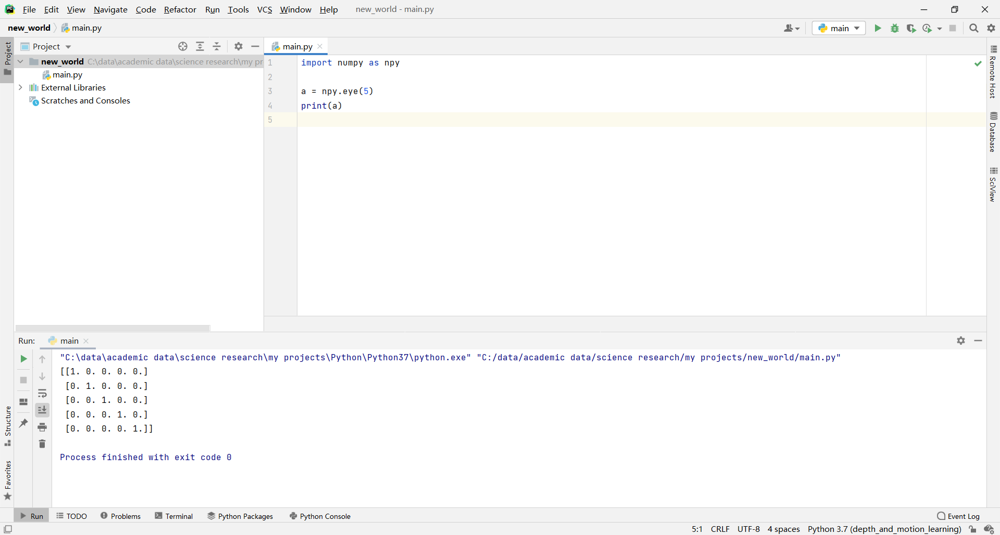 File Edit View Navigate Code Refactor Run Tools VCS Window Help new_world - main.py
new_world main.py
main
Project
Project
main.py
new_world C:\data\academic data\science research\my pr
main.py
External Libraries
Scratches and Consoles
1 import numpy as npy
2
3 a = npy.eye(5)
4 print(a)
5
Remote Host
Database
SciView
Run: main
"C:\data\academic data\science research\my projects\Python\Python37\python.exe" "C:/data/academic data/science research/my projects/new_world/main.py"
[[1. 0. 0. 0. 0.]
 [0. 1. 0. 0. 0.]
 [0. 0. 1. 0. 0.]
 [0. 0. 0. 1. 0.]
 [0. 0. 0. 0. 1.]]
Process finished with exit code 0
Structure
Favorites
Run TODO Problems Terminal Python Packages Python Console Event Log
5:1 CRLF UTF-8 4 spaces Python 3.7 (depth_and_motion_learning)